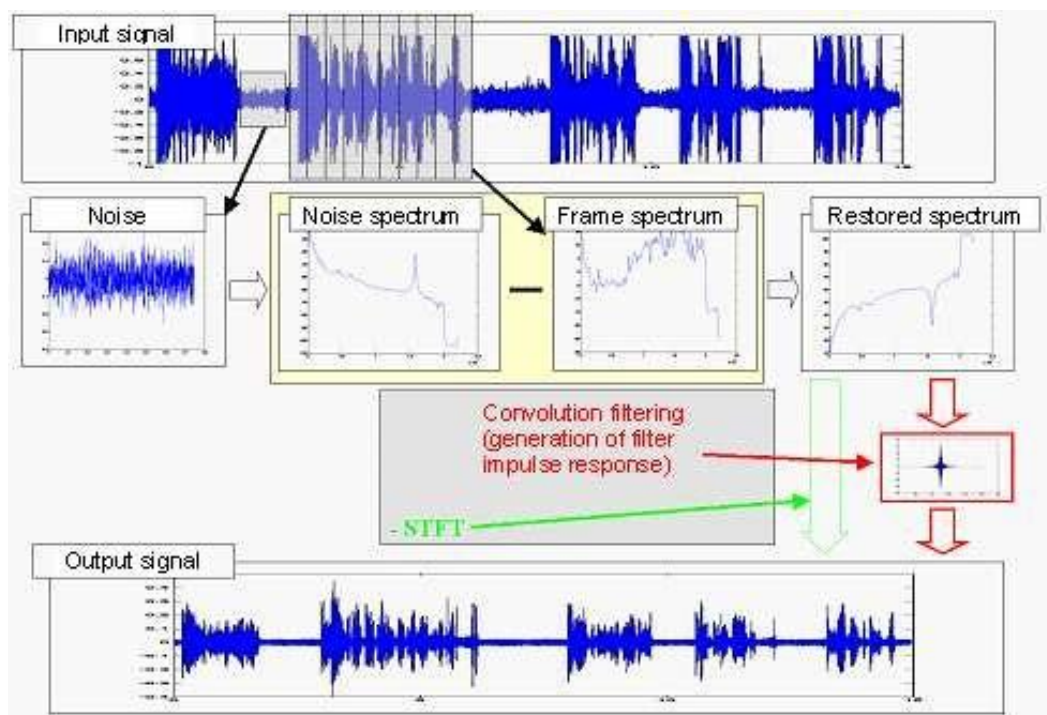 Input signal
Noise
Noise spectrum
Frame spectrum
Restored spectrum
Convolution filtering
(generation of filter
impulse response)
- STFT
Output signal